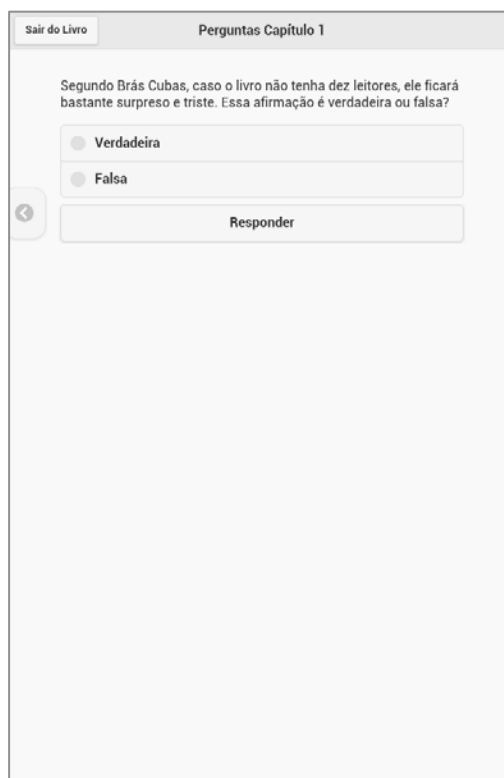 Sair do Livro
Perguntas Capítulo 1
Segundo Brás Cubas, caso o livro não tenha dez leitores, ele ficará
bastante surpreso e triste. Essa afirmação é verdadeira ou falsa?
Verdadeira
Falsa
Responder